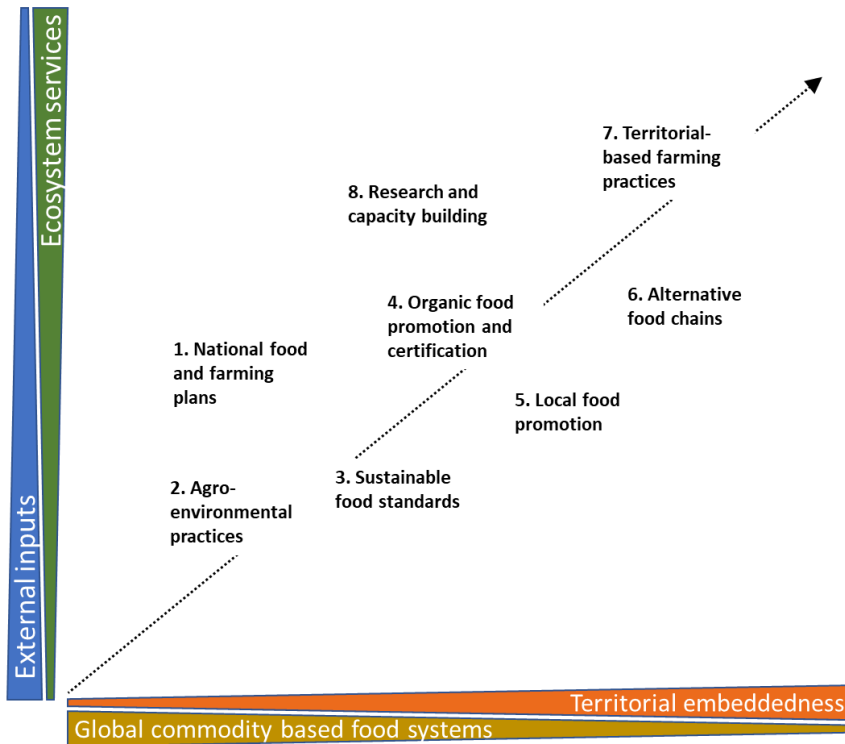 Ecosystem services
External inputs
7. Territorial-
based farming
practices
8. Research and
capacity building
6. Alternative
food chains
4. Organic food
promotion and
certification
1. National food
and farming
plans
5. Local food
promotion
3. Sustainable
food standards
2. Agro-
environmental
practices
Territorial embeddedness
Global commodity based food systems